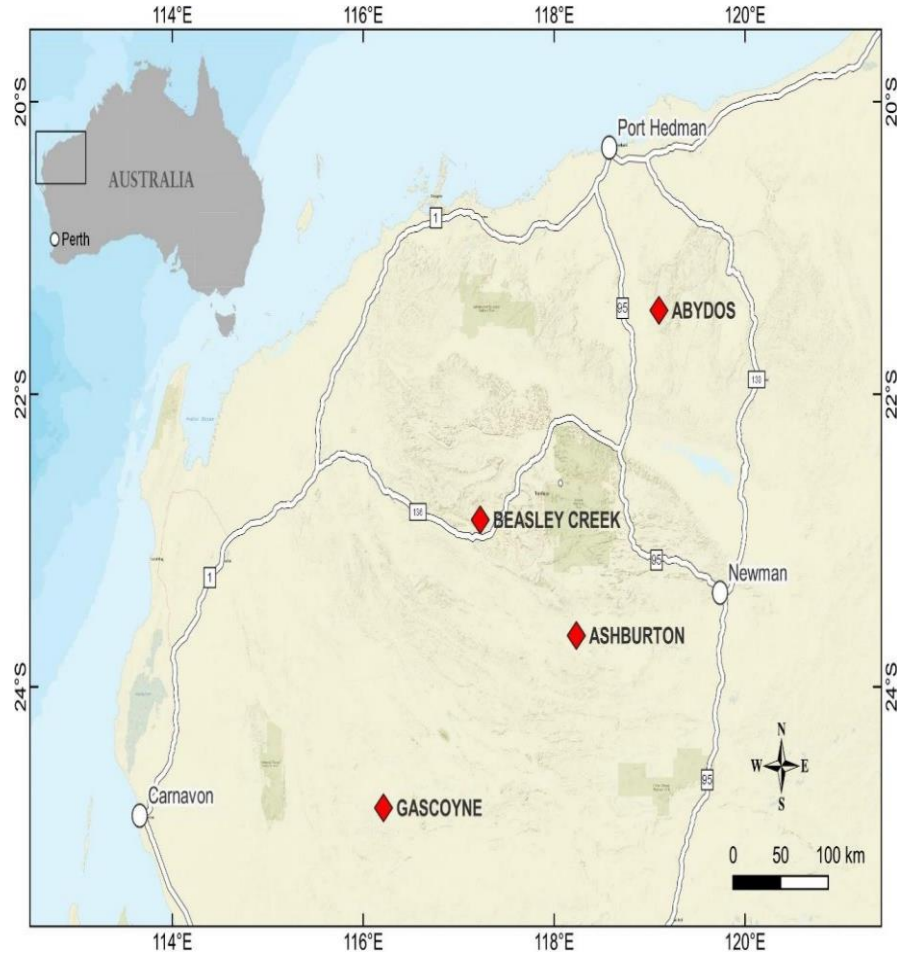 114°E
116°E
118°E
120°E
20°S
20°S
Port Hedman
AUSTRALIA
Perth
1
95
ABYDOS
22°S
22°S
138
136
BEASLEY CREEK
95
Newman
1
ASHBURTON
24°S
24°S
N
W
E
S
95
Carnavon
GASCOYNE
0
50
100 km
114°E
116°E
118°E
120°E